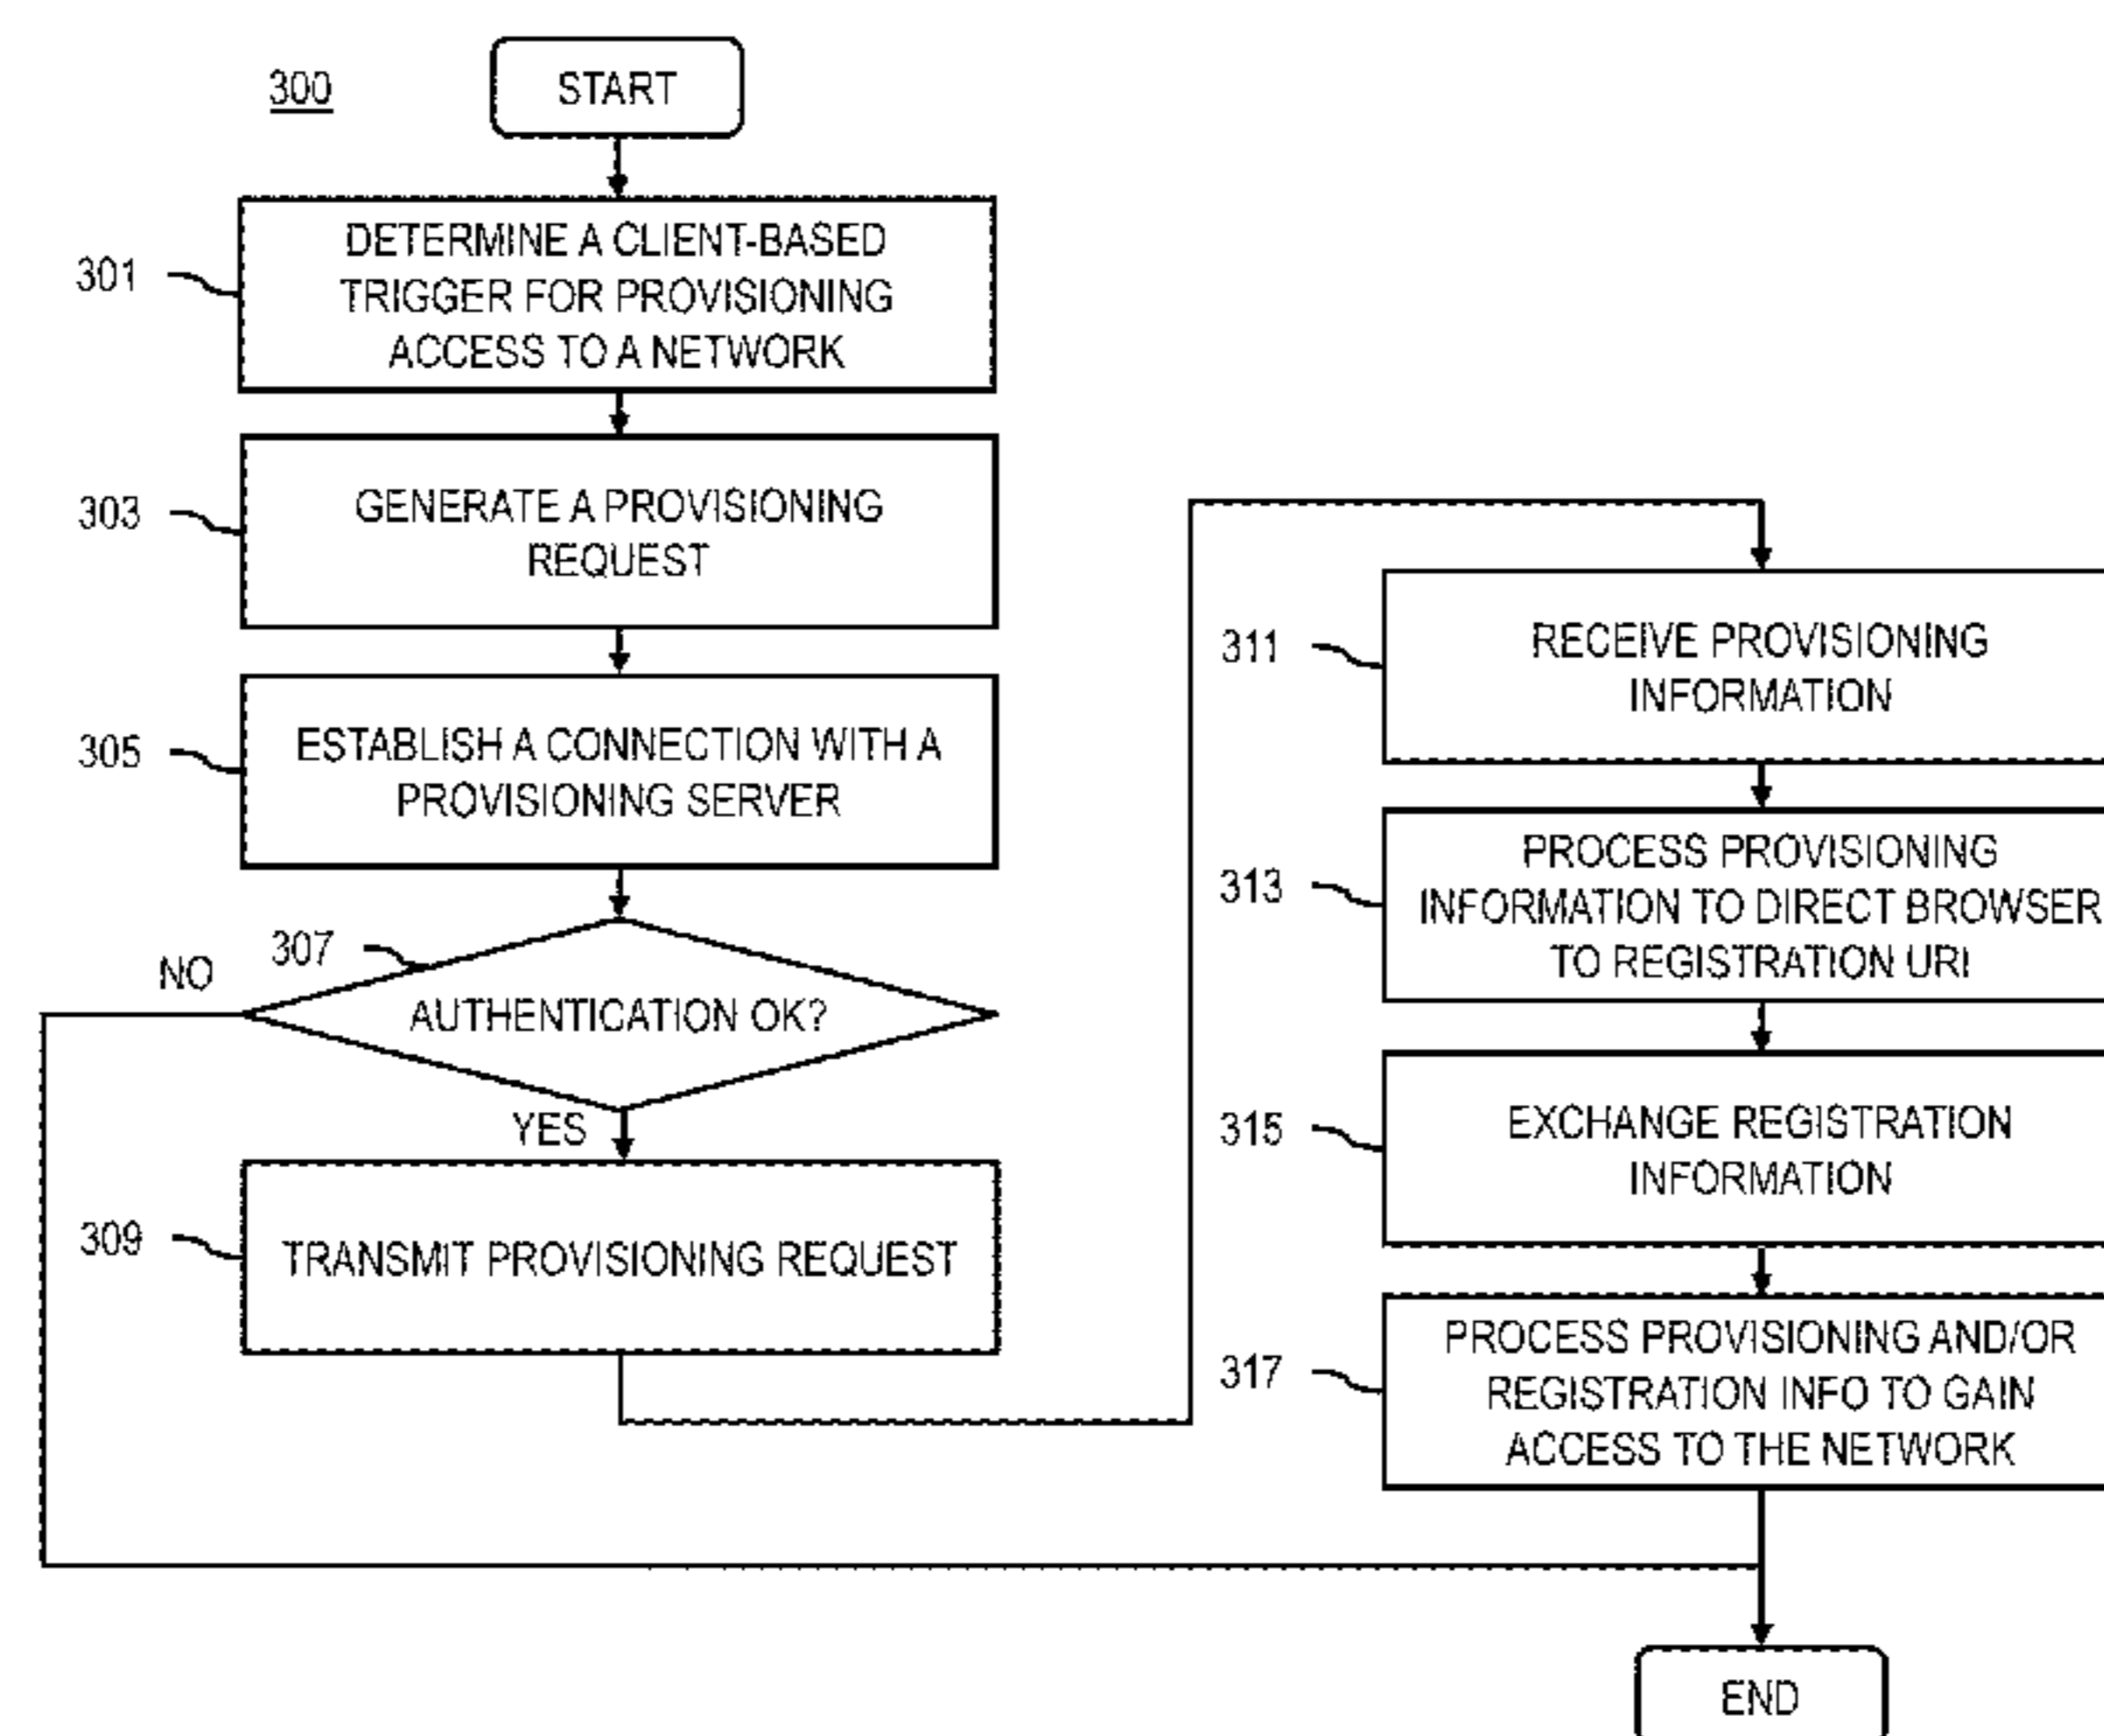 300
START
301
DETERMINE A CLIENT-BASED
TRIGGER FOR PROVISIONING
ACCESS TO A NETWORK
303
GENERATE A PROVISIONING
REQUEST
305
ESTABLISH A CONNECTION WITH A
PROVISIONING SERVER
307
NO
AUTHENTICATION OK?
YES
309
TRANSMIT PROVISIONING REQUEST
311
RECEIVE PROVISIONING
INFORMATION
313
PROCESS PROVISIONING
INFORMATION TO DIRECT BROWSER
TO REGISTRATION URI
315
EXCHANGE REGISTRATION
INFORMATION
317
PROCESS PROVISIONING AND/OR
REGISTRATION INFO TO GAIN
ACCESS TO THE NETWORK
END